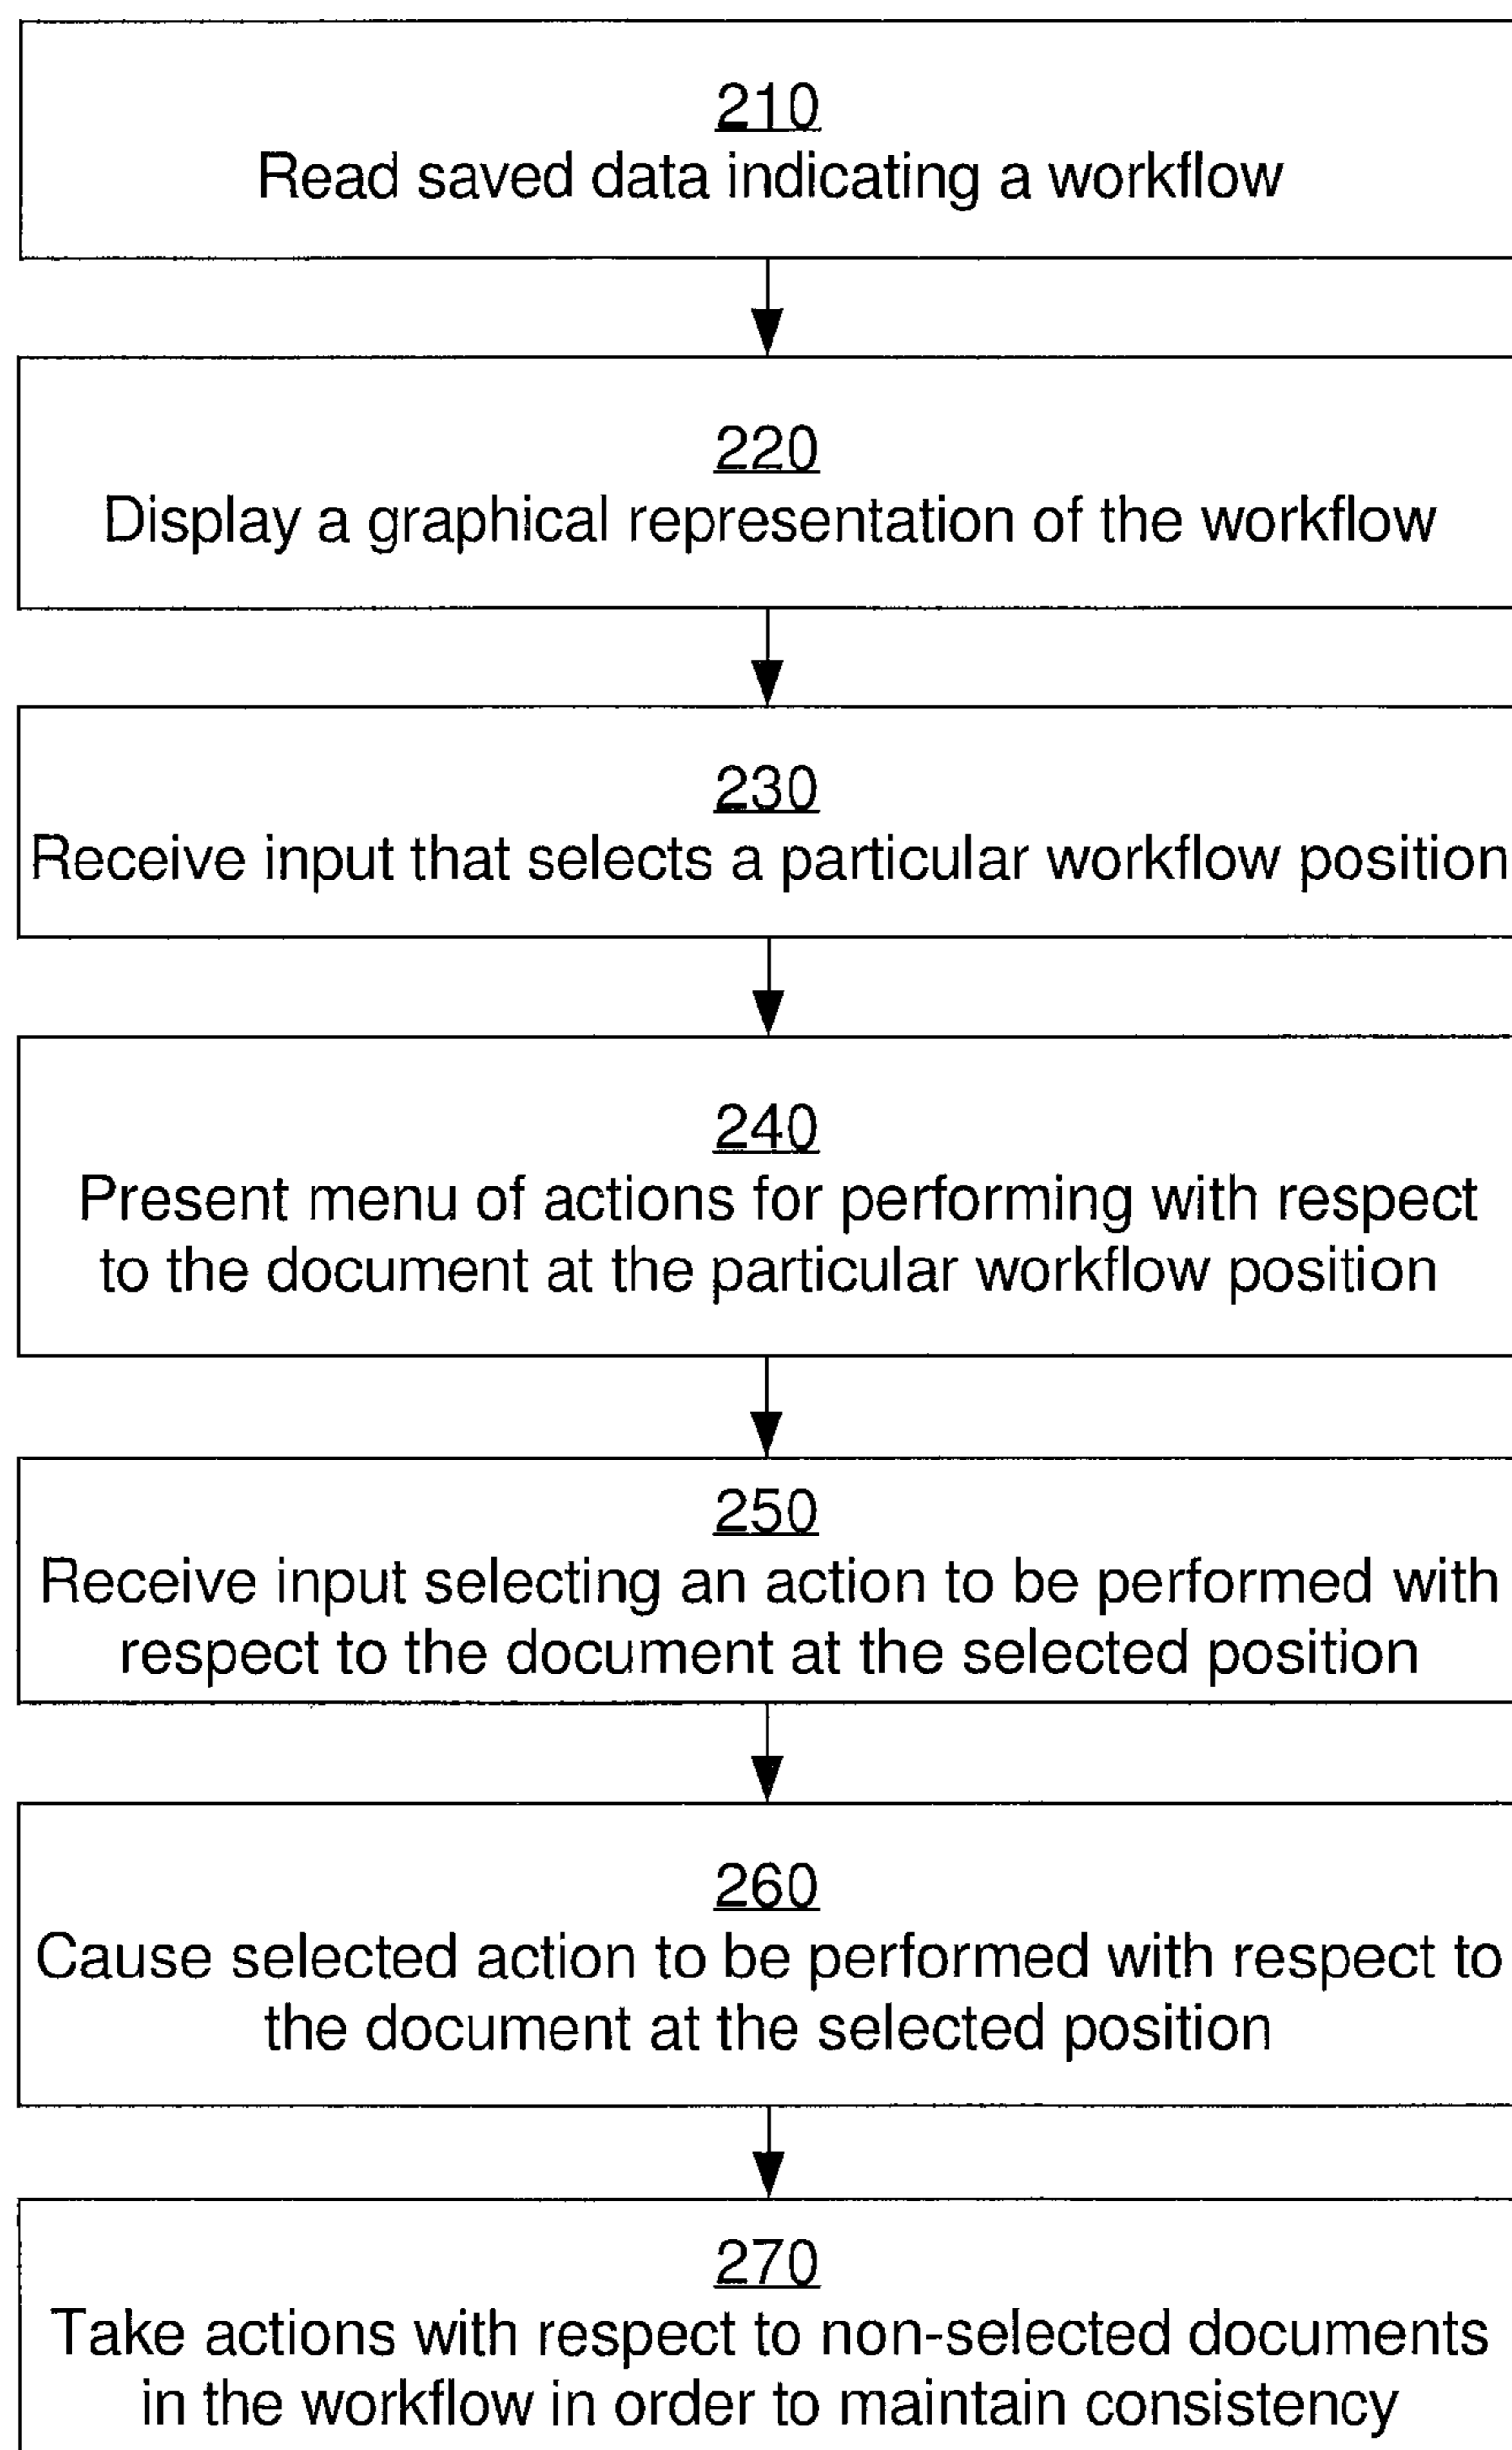 210
Read saved data indicating a workflow
220
Display a graphical representation of the workflow
230
Receive input that selects a particular workflow position
240
Present menu of actions for performing with respect
to the document at the particular workflow position
250
Receive input selecting an action to be performed with
respect to the document at the selected position
260
Cause selected action to be performed with respect to
the document at the selected position
270
Take actions with respect to non-selected documents
in the workflow in order to maintain consistency